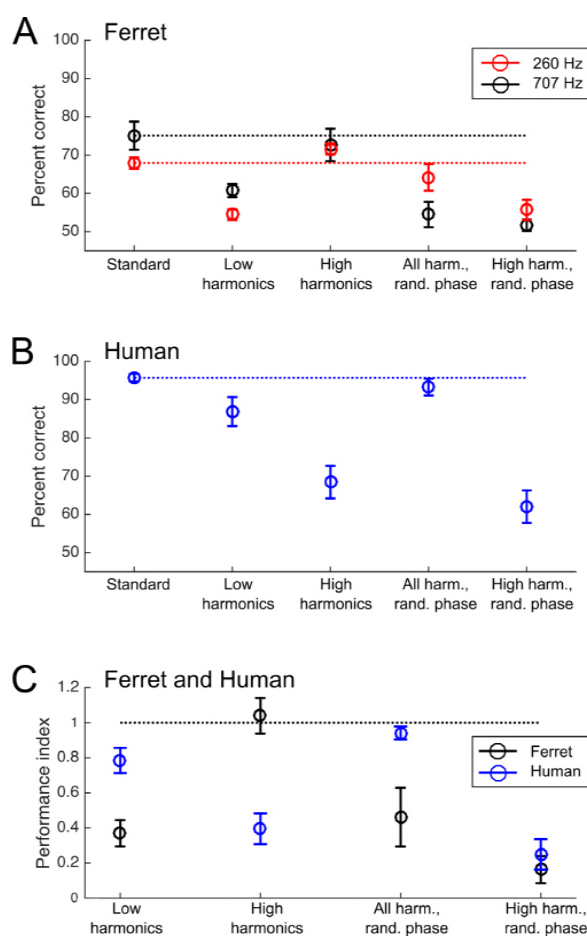 A
Ferret
100
90
80
70
60
50
Percent correct
260 Hz
707 Hz
Standard
Low
harmonics
High
harmonics
All harm.,
rand. phase
High harm.,
rand. phase
B
Human
100
90
80
70
60
50
Percent correct
Standard
Low
harmonics
High
harmonics
All harm.,
rand. phase
High harm.,
rand. phase
C
Ferret and Human
1.2
1
0.8
0.6
0.4
0.2
0
Performance index
Ferret
Human
Low
harmonics
High
harmonics
All harm.,
rand. phase
High harm.,
rand. phase